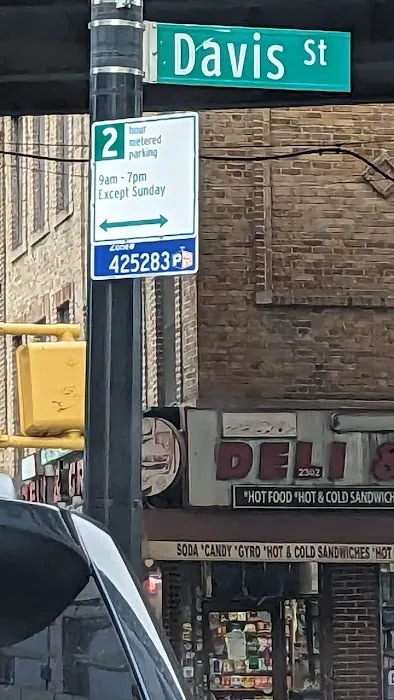 Davis St
2 hour
metered
parking
9am - 7pm
Except Sunday
Zone#
425283
DELI &
2302
*HOT FOOD *HOT & COLD SANDWICH
SODA *CANDY *GYRO *HOT & COLD SANDWICHES *HOT